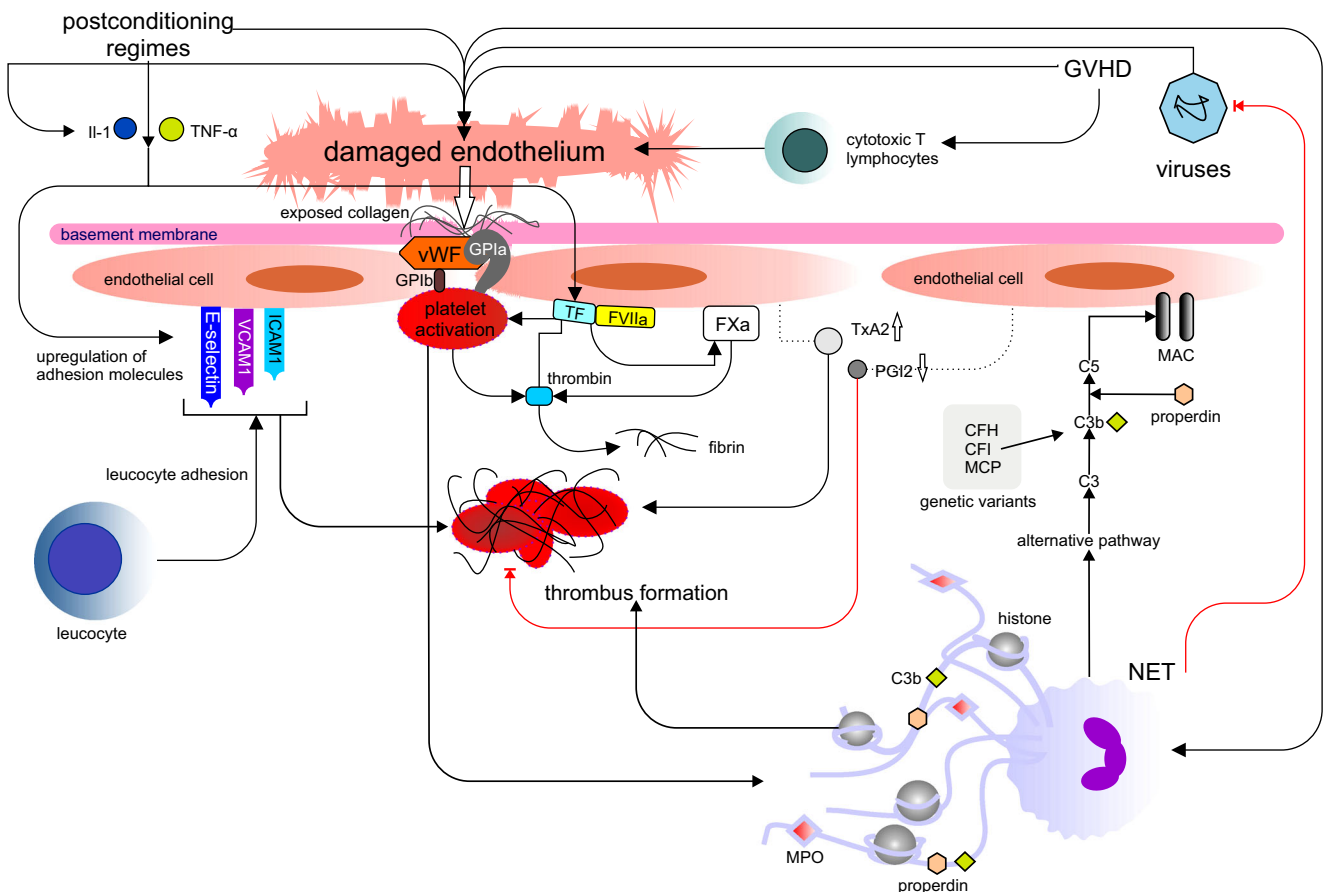 postconditioning
regimes
GVHD
Il-1
TNF-α
damaged endothelium
cytotoxic T
lymphocytes
viruses
exposed collagen
basement membrane
vWF
GPIa
endothelial cell
GPIb
endothelial cell
platelet
activation
TF
FVIIa
FXa
TxA2
PGI2
MAC
E-selectin
VCAM1
ICAM1
upregulation of
adhesion molecules
thrombin
C5
properdin
C3b
CFH
CFI
MCP
genetic variants
fibrin
leucocyte adhesion
C3
alternative pathway
thrombus formation
leucocyte
histone
C3b
NET
MPO
properdin